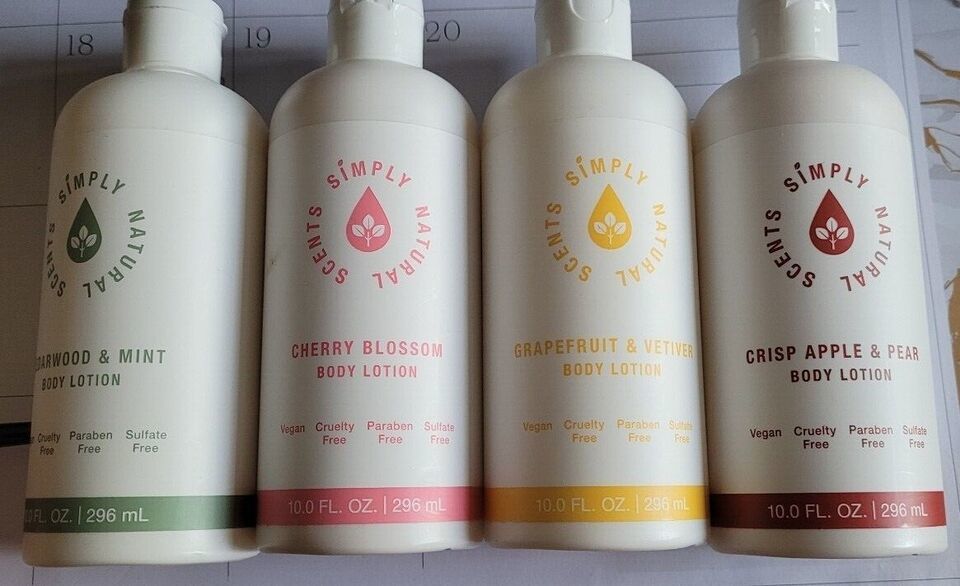 18
19
20
SiMPLY NATURAL SCENTS
& MINT
BODY LOTION
Cruelty Free
Paraben Free
Sulfate Free
FL. OZ. | 296 mL
SiMPLY NATURAL SCENTS
CHERRY BLOSSOM
BODY LOTION
Vegan
Cruelty Free
Paraben Free
Sulfate Free
10.0 FL. OZ. | 296 mL
SiMPLY NATURAL SCENTS
GRAPEFRUIT & VETIVER
BODY LOTION
Vegan
Cruelty Free
Paraben Free
Sulfate Free
10.0 FL. OZ. | 296 mL
SiMPLY NATURAL SCENTS
CRISP APPLE & PEAR
BODY LOTION
Vegan
Cruelty Free
Paraben Free
Sulfate Free
10.0 FL. OZ. | 296 mL